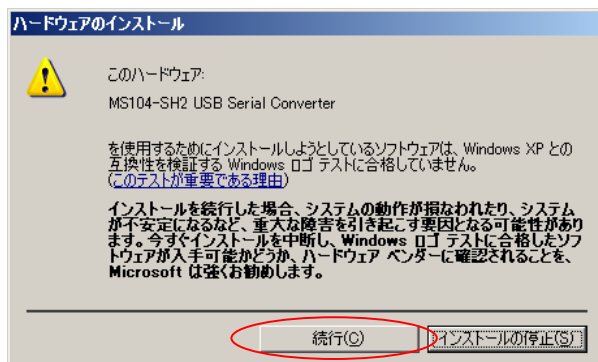 ハードウェアのインストール
このハードウェア:
MS104-SH2 USB Serial Converter
を使用するためにインストールしようとしているソフトウェアは、Windows XP との
互換性を検証する Windows ロゴ テストに合格していません。
(このテストが重要である理由)
インストールを続行した場合、システムの動作が損なわれたり、システム
が不安定になるなど、重大な障害を引き起こす要因となる可能性があり
ます。今すぐインストールを中断し、Windows ロゴ テストに合格したソフ
トウェアが入手可能かどうか、ハードウェア ベンダーに確認されることを、
Microsoft は強くお勧めします。
続行(C)
インストールの停止(S)